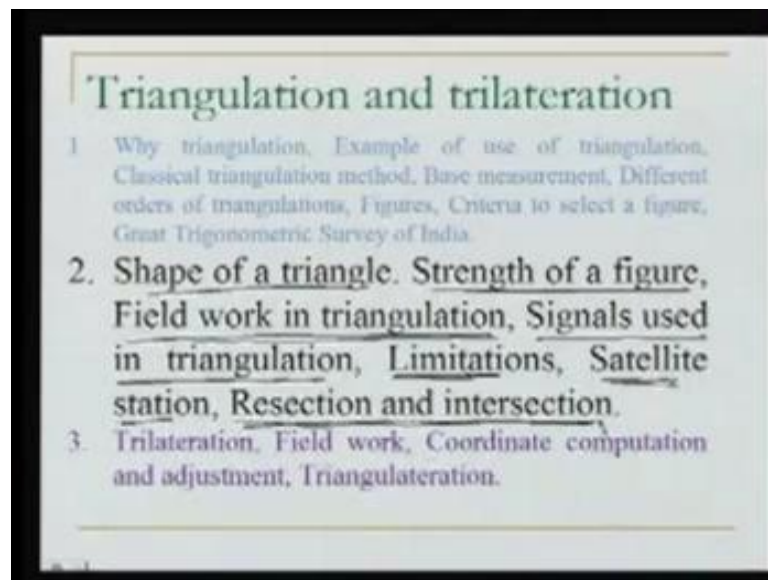 Triangulation and trilateration
1 Why triangulation, Example of use of triangulation,
Classical triangulation method, Base measurement, Different
orders of triangulations, Figures, Criteria to select a figure,
Great Trigonometric Survey of India
2. Shape of a triangle. Strength of a figure,
Field work in triangulation, Signals used
in triangulation, Limitations, Satellite
station, Resection and intersection.
3. Trilateration, Field work, Coordinate computation
and adjustment, Triangulateration.